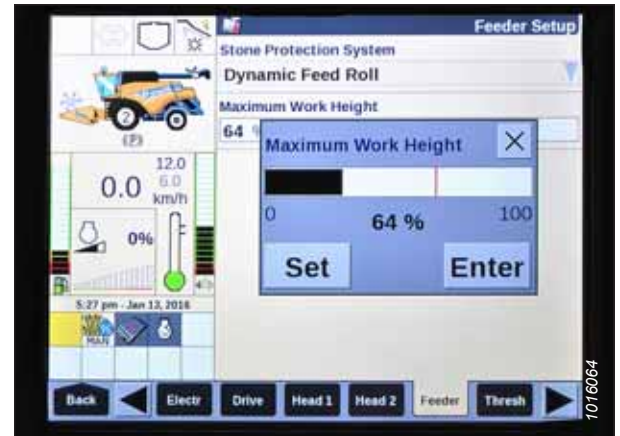 Feeder Setup
Stone Protection System
Dynamic Feed Roll
Maximum Work Height
64
Maximum Work Height
0 64 % 100
Set Enter
2
(P)
12.0
0.0 6.0
km/h
0%
5:27 pm - Jan 13, 2016
MAN
Back Electr Drive Head 1 Head 2 Feeder Thresh
1016064